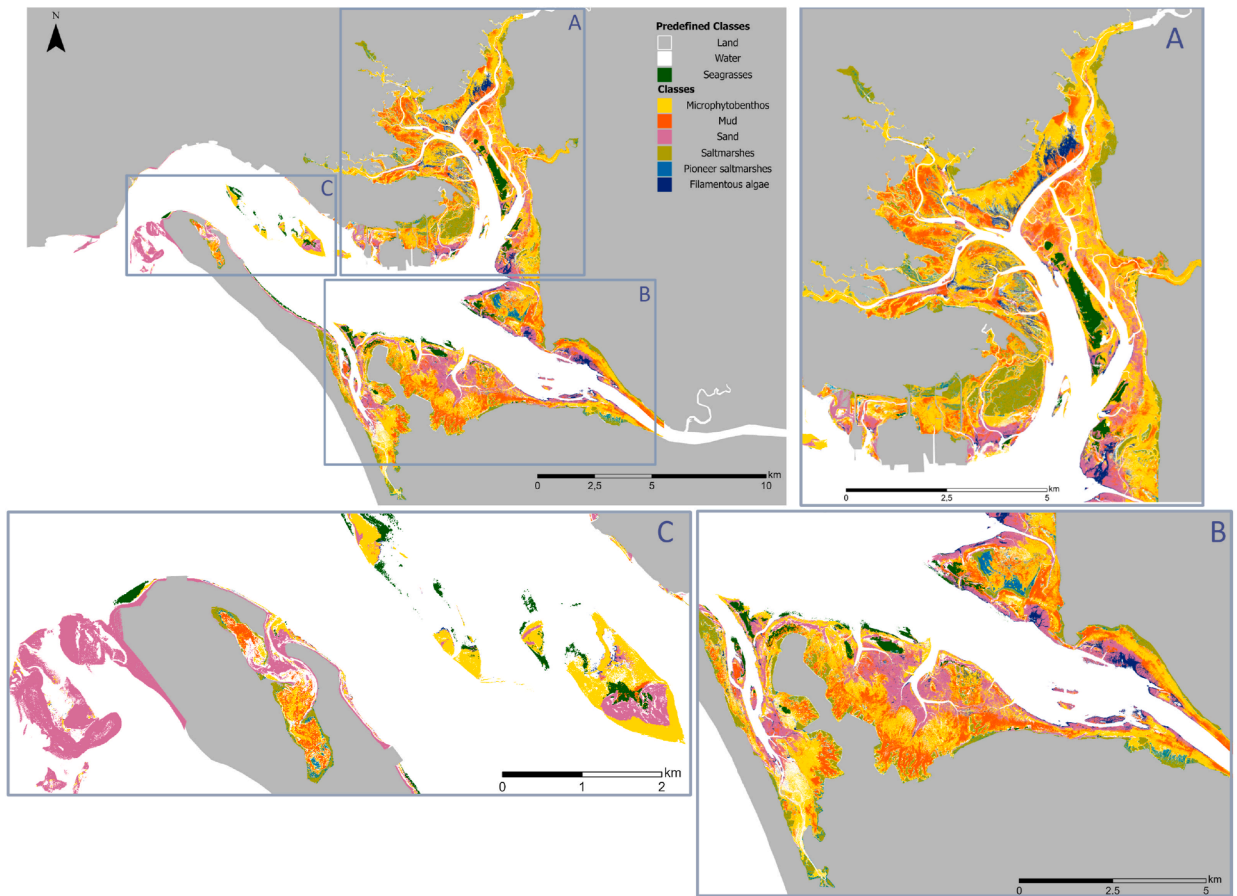 N
A
Predefined Classes
Land
Water
Seagrasses
Classes
Microphytobenthos
Mud
Sand
Saltmarshes
Pioneer saltmarshes
Filamentous algae
C
B
km
0 2,5 5 10
A
km
0 2,5 5
C
km
0 1 2
B
km
0 2,5 5